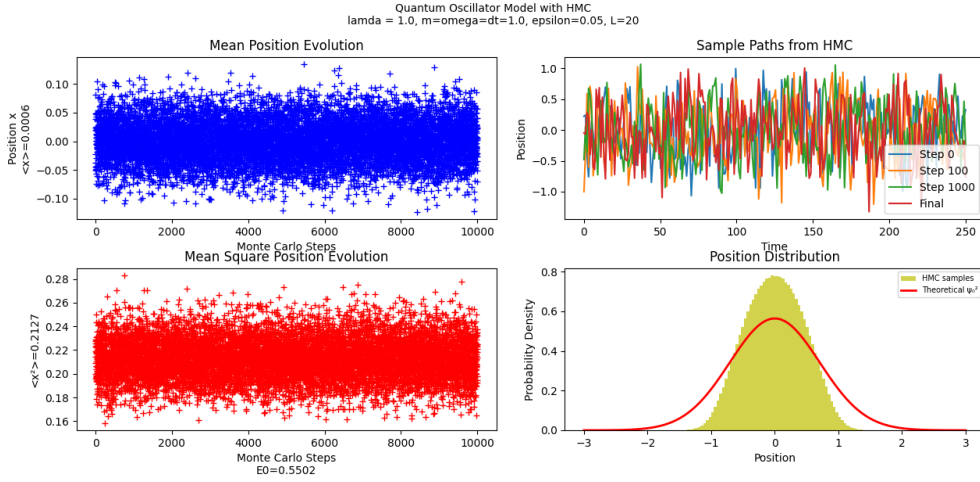 Quantum Oscillator Model with HMC
lamda = 1.0, m=omega=dt=1.0, epsilon=0.05, L=20
Mean Position Evolution
Position x
<x>=0.0006
0.10
0.05
0.00
−0.05
−0.10
0 2000 4000 6000 8000 10000
Monte Carlo Steps
Sample Paths from HMC
Position
1.0
0.5
0.0
−0.5
−1.0
Step 0
Step 100
Step 1000
Final
0 50 100 150 200 250
Time
Mean Square Position Evolution
<x²>=0.2127
0.28
0.26
0.24
0.22
0.20
0.18
0.16
0 2000 4000 6000 8000 10000
Monte Carlo Steps
E0=0.5502
Position Distribution
Probability Density
0.8
0.6
0.4
0.2
0.0
HMC samples
Theoretical ψ₀²
−3 −2 −1 0 1 2 3
Position